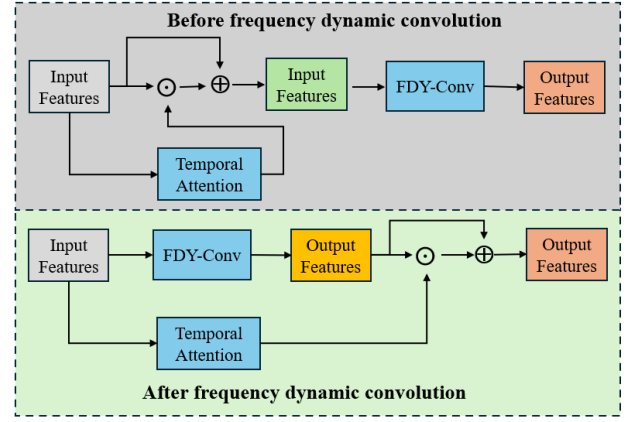 Before frequency dynamic convolution
Input
Features
Input
Features
FDY-Conv
Output
Features
Temporal
Attention
Input
Features
FDY-Conv
Output
Features
Output
Features
Temporal
Attention
After frequency dynamic convolution